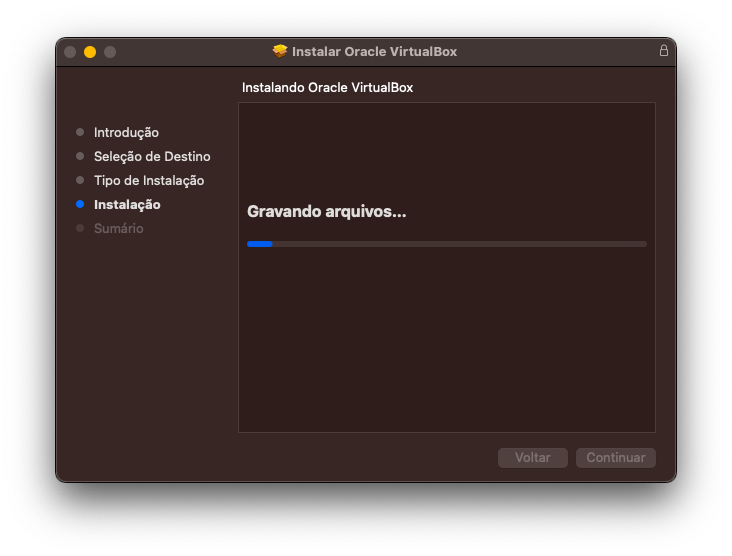 Instalar Oracle VirtualBox
Instalando Oracle VirtualBox
Introdução
Seleção de Destino
Tipo de Instalação
Instalação
Sumário
Gravando arquivos...
Voltar
Continuar